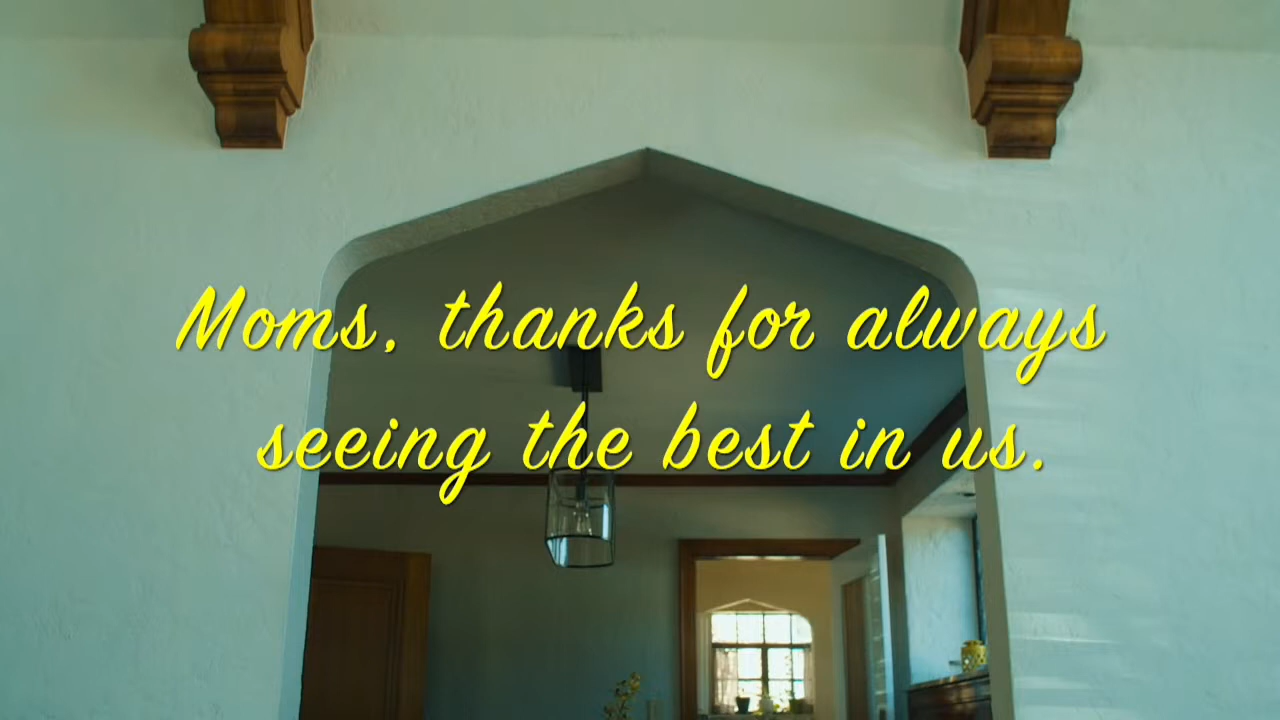 Moms, thanks for always
seeing the best in us.